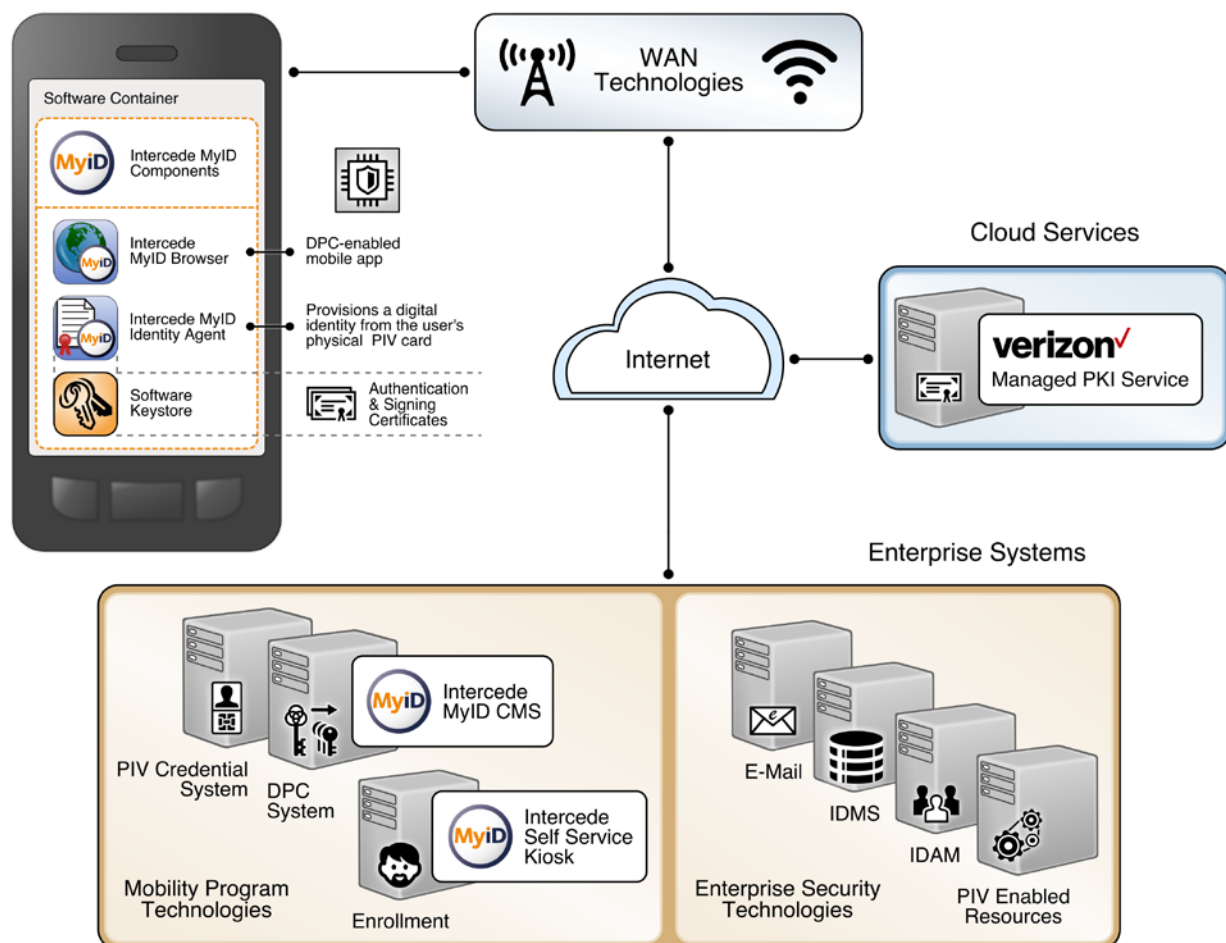 Software Container
MyiD
Intercede MyID
Components
MyiD
Intercede
MyID Browser
DPC-enabled
mobile app
MyiD
Intercede MyID
Identity Agent
Provisions a digital
identity from the user's
physical PIV card
Software
Keystore
Authentication
& Signing
Certificates
WAN
Technologies
Internet
Cloud Services
verizon✓
Managed PKI Service
Enterprise Systems
PIV Credential
System
DPC
System
MyiD
Intercede
MyID CMS
MyiD
Intercede
Self Service
Kiosk
Enrollment
Mobility Program
Technologies
e
E-Mail
IDMS
IDAM
PIV Enabled
Resources
Enterprise Security
Technologies